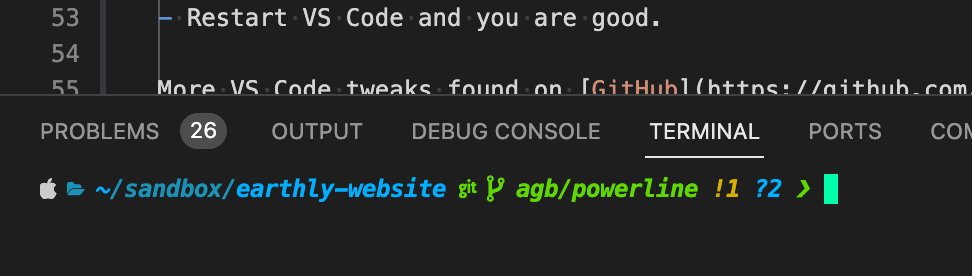 53 - Restart VS Code and you are good.
54
55 More VS Code tweaks found on [GitHub](https://github.com.
PROBLEMS 26 OUTPUT DEBUG CONSOLE TERMINAL PORTS COM
~/sandbox/earthly-website git agb/powerline !1 ?2 ❯